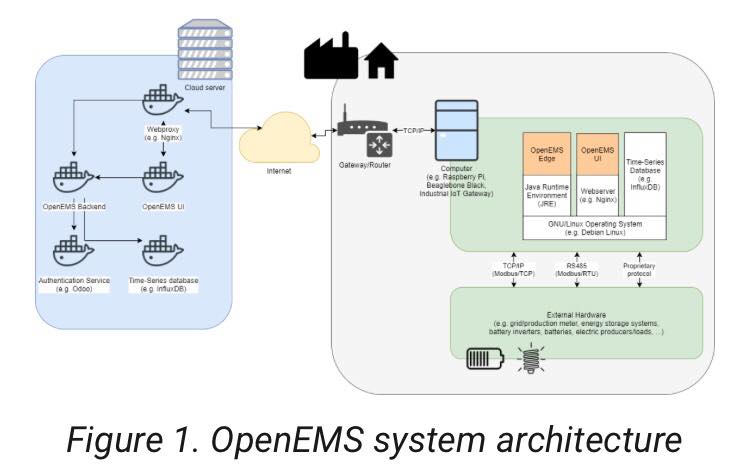 Cloud server
Webproxy
(e.g. Nginx)
OpenEMS Backend
OpenEMS UI
Authentication Service
(e.g. Odoo)
Time-Series database
(e.g. InfluxDB)
Internet
Gateway/Router
TCP/IP
Computer
(e.g. Raspberry Pi,
Beaglebone Black,
Industrial IoT Gateway)
OpenEMS
Edge
Java Runtime
Environment
(JRE)
OpenEMS
UI
Webserver
(e.g. Nginx)
Time-Series
Database
(e.g.
InfluxDB)
GNU/Linux Operating System
(e.g. Debian Linux)
TCP/IP
(Modbus/TCP)
RS485
(Modbus/RTU)
Proprietary
protocol
External Hardware
(e.g. grid/production meter, energy storage systems,
battery inverters, batteries, electric producers/loads, ...)
Figure 1. OpenEMS system architecture